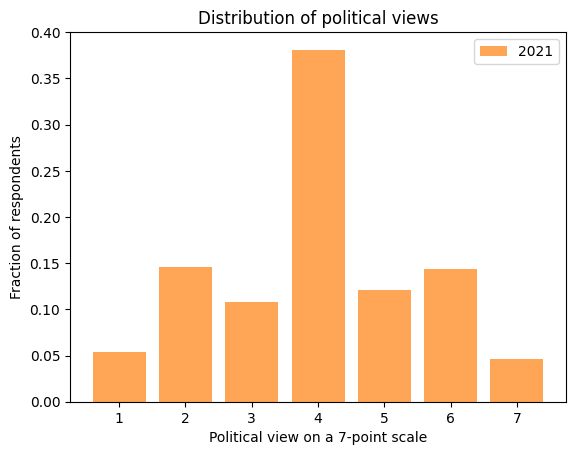 Distribution of political views
2021
0.40
0.35
0.30
0.25
0.20
0.15
0.10
0.05
0.00
Fraction of respondents
1 2 3 4 5 6 7
Political view on a 7-point scale